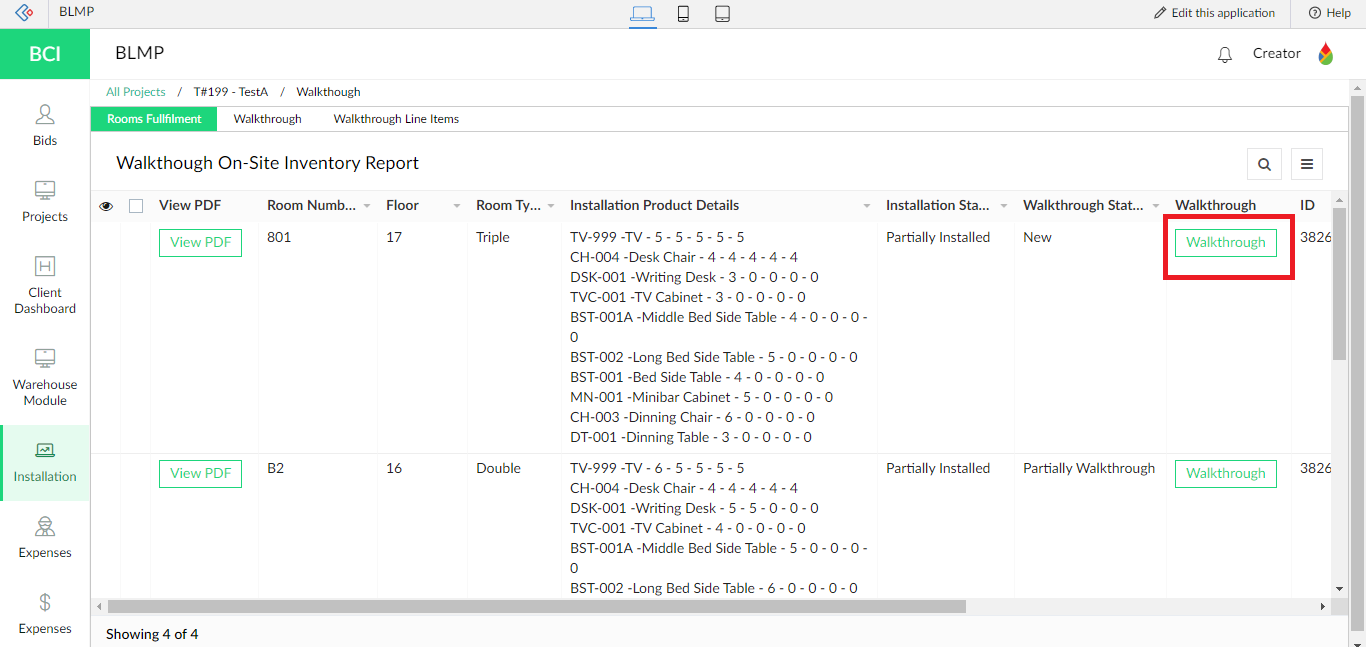 BLMP
Edit this application
Help
BCI
BLMP
Creator
Bids
Projects
Client
Dashboard
Warehouse
Module
Installation
Expenses
Expenses
All Projects / T#199 - TestA / Walkthrough
Rooms Fullfilment Walkthrough Walkthrough Line Items
Walkthough On-Site Inventory Report
View PDF Room Numb... Floor Room Ty... Installation Product Details Installation Sta... Walkthrough Stat... Walkthrough ID
View PDF 801 17 Triple TV-999 -TV - 5 - 5 - 5 - 5 - 5 Partially Installed New Walkthrough 3826
CH-004 -Desk Chair - 4 - 4 - 4 - 4 - 4
DSK-001 -Writing Desk - 3 - 0 - 0 - 0 - 0
TVC-001 -TV Cabinet - 3 - 0 - 0 - 0 - 0
BST-001A -Middle Bed Side Table - 4 - 0 - 0 - 0 -
0
BST-002 -Long Bed Side Table - 5 - 0 - 0 - 0 - 0
BST-001 -Bed Side Table - 4 - 0 - 0 - 0 - 0
MN-001 -Minibar Cabinet - 5 - 0 - 0 - 0 - 0
CH-003 -Dinning Chair - 6 - 0 - 0 - 0 - 0
DT-001 -Dinning Table - 3 - 0 - 0 - 0 - 0
View PDF B2 16 Double TV-999 -TV - 6 - 5 - 5 - 5 - 5 Partially Installed Partially Walkthrough Walkthrough 3826
CH-004 -Desk Chair - 4 - 4 - 4 - 4 - 4
DSK-001 -Writing Desk - 5 - 5 - 0 - 0 - 0
TVC-001 -TV Cabinet - 4 - 0 - 0 - 0 - 0
BST-001A -Middle Bed Side Table - 5 - 0 - 0 - 0 -
0
BST-002 -Long Bed Side Table - 6 - 0 - 0 - 0 - 0
Showing 4 of 4